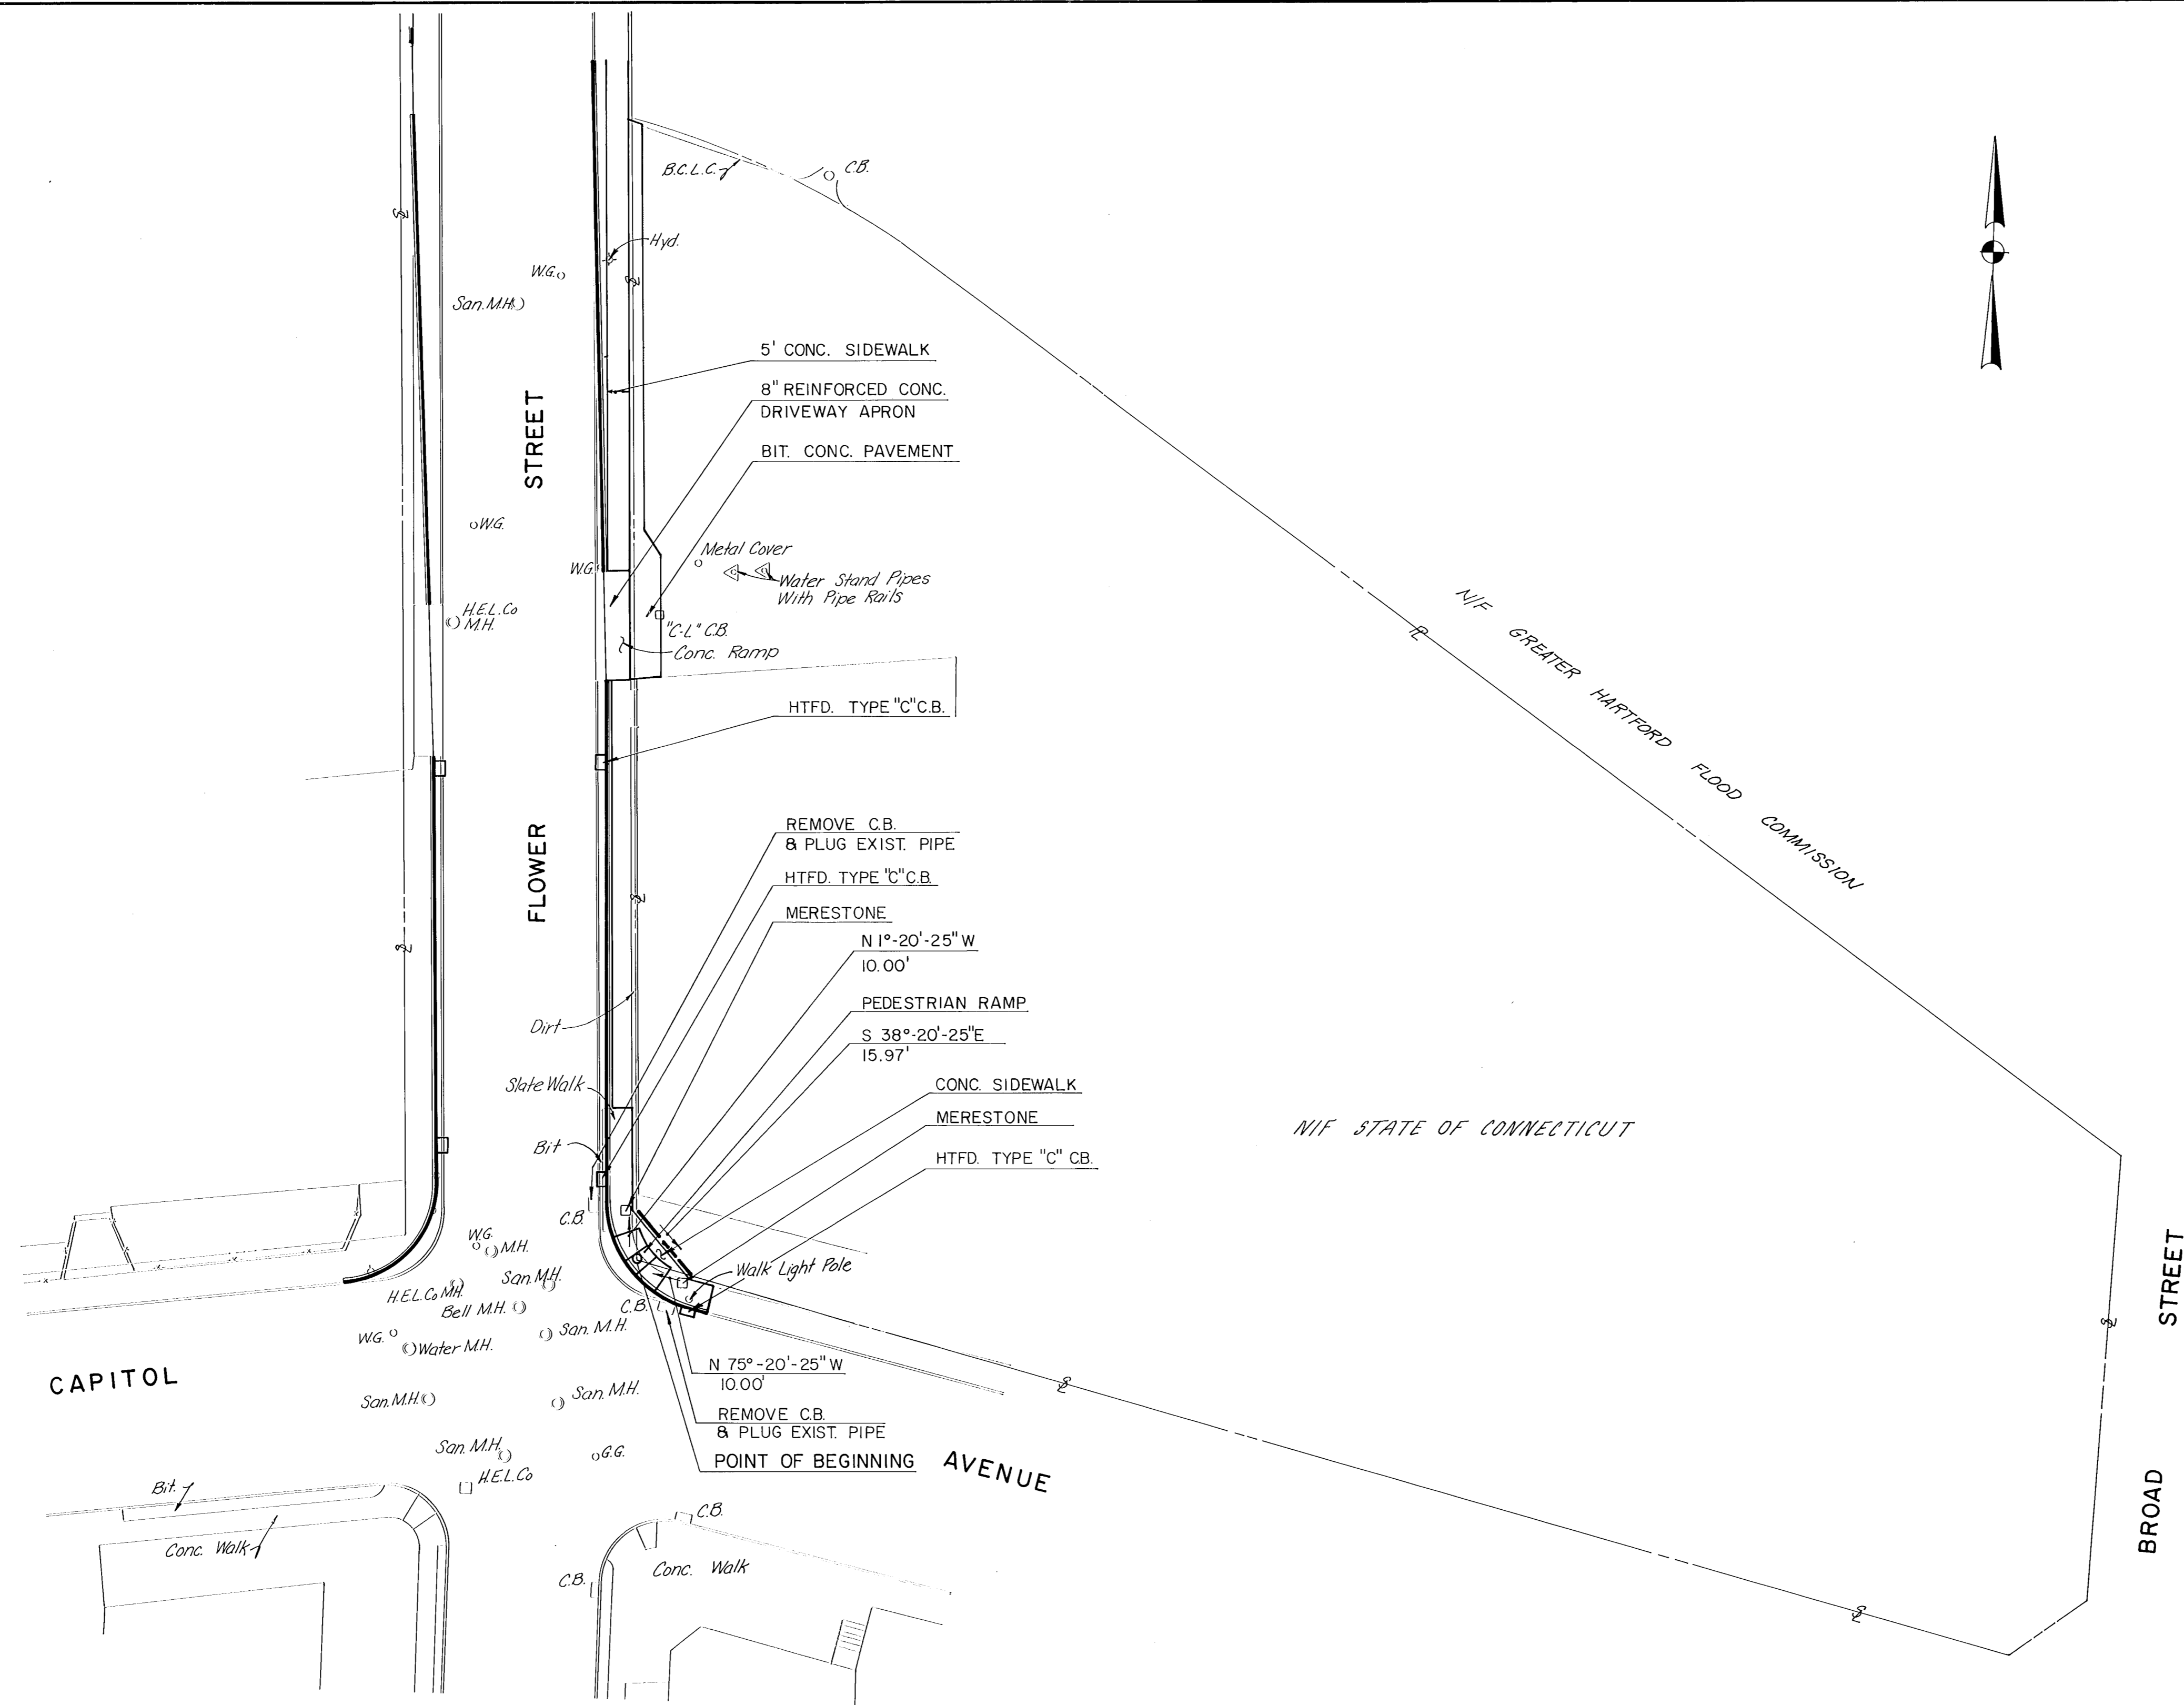 B.C.L.C.
C.B.
Hyd.
W.G.
San. M.H.
5' CONC. SIDEWALK
8" REINFORCED CONC.
DRIVEWAY APRON
BIT. CONC. PAVEMENT
STREET
W.G.
Metal Cover
W.G.
Water Stand Pipes
With Pipe Rails
H.E.L. Co
M.H.
"C-L" C.B.
Conc. Ramp
N/F GREATER HARTFORD FLOOD COMMISSION
HTFD. TYPE "C" C.B.
REMOVE C.B.
& PLUG EXIST. PIPE
HTFD. TYPE "C" C.B.
MERESTONE
FLOWER
N 1°-20'-25" W
10.00'
PEDESTRIAN RAMP
Dirt
S 38°-20'-25" E
15.97'
Slate Walk
CONC. SIDEWALK
MERESTONE
N/F STATE OF CONNECTICUT
Bit
HTFD. TYPE "C" CB.
C.B.
W.G.
M.H.
Walk Light Pole
San. M.H.
H.E.L. Co M.H.
Bell M.H.
C.B.
San. M.H.
W.G.
Water M.H.
STREET
CAPITOL
N 75°-20'-25" W
10.00'
San. M.H.
San. M.H.
REMOVE C.B.
& PLUG EXIST. PIPE
San. M.H.
G.G.
POINT OF BEGINNING
AVENUE
H.E.L. Co
Bit.
C.B.
BROAD
Conc. Walk
Conc. Walk
C.B.